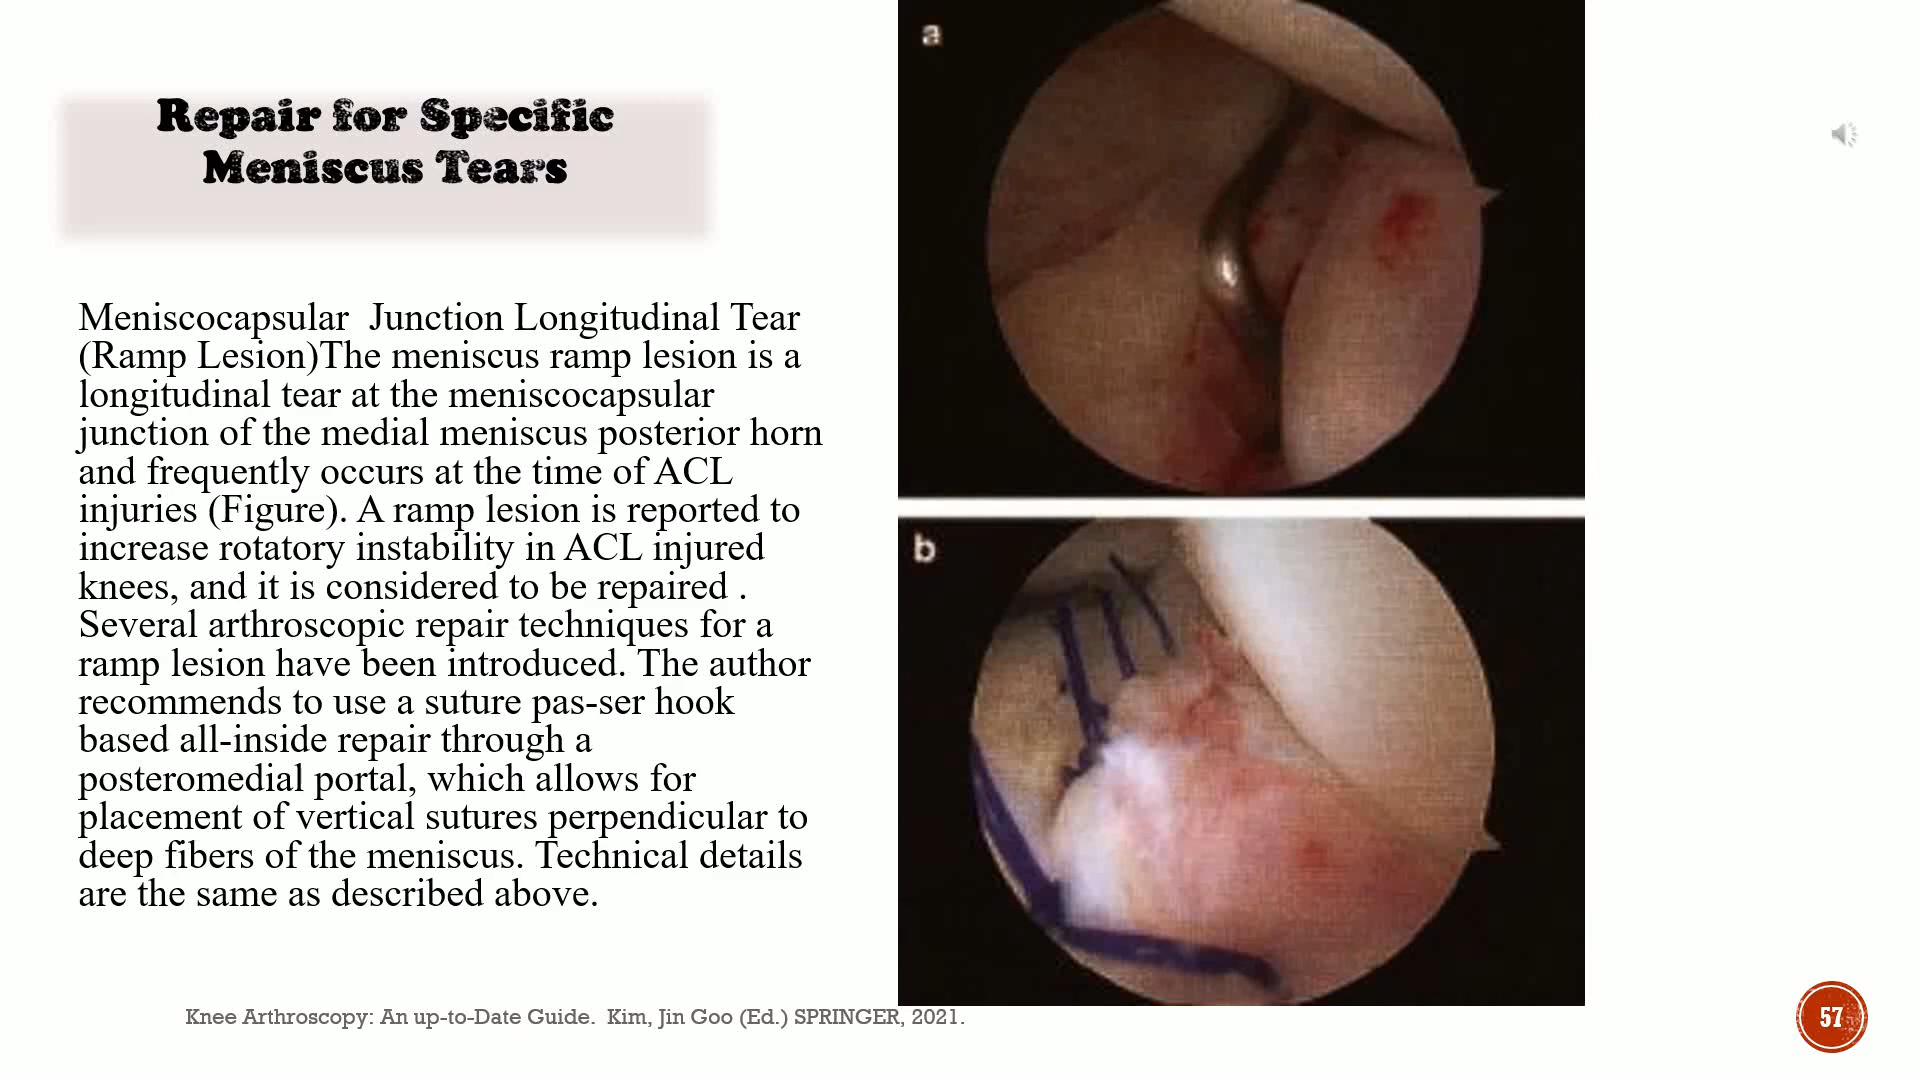 Repair for Specific
Meniscus Tears
Meniscocapsular  Junction Longitudinal Tear
(Ramp Lesion)The meniscus ramp lesion is a
longitudinal tear at the meniscocapsular
junction of the medial meniscus posterior horn
and frequently occurs at the time of ACL
injuries (Figure). A ramp lesion is reported to
increase rotatory instability in ACL injured
knees, and it is considered to be repaired .
Several arthroscopic repair techniques for a
ramp lesion have been introduced. The author
recommends to use a suture pas-ser hook
based all-inside repair through a
posteromedial portal, which allows for
placement of vertical sutures perpendicular to
deep fibers of the meniscus. Technical details
are the same as described above.
a
b
Knee Arthroscopy: An up-to-Date Guide.  Kim, Jin Goo (Ed.) SPRINGER, 2021.
57